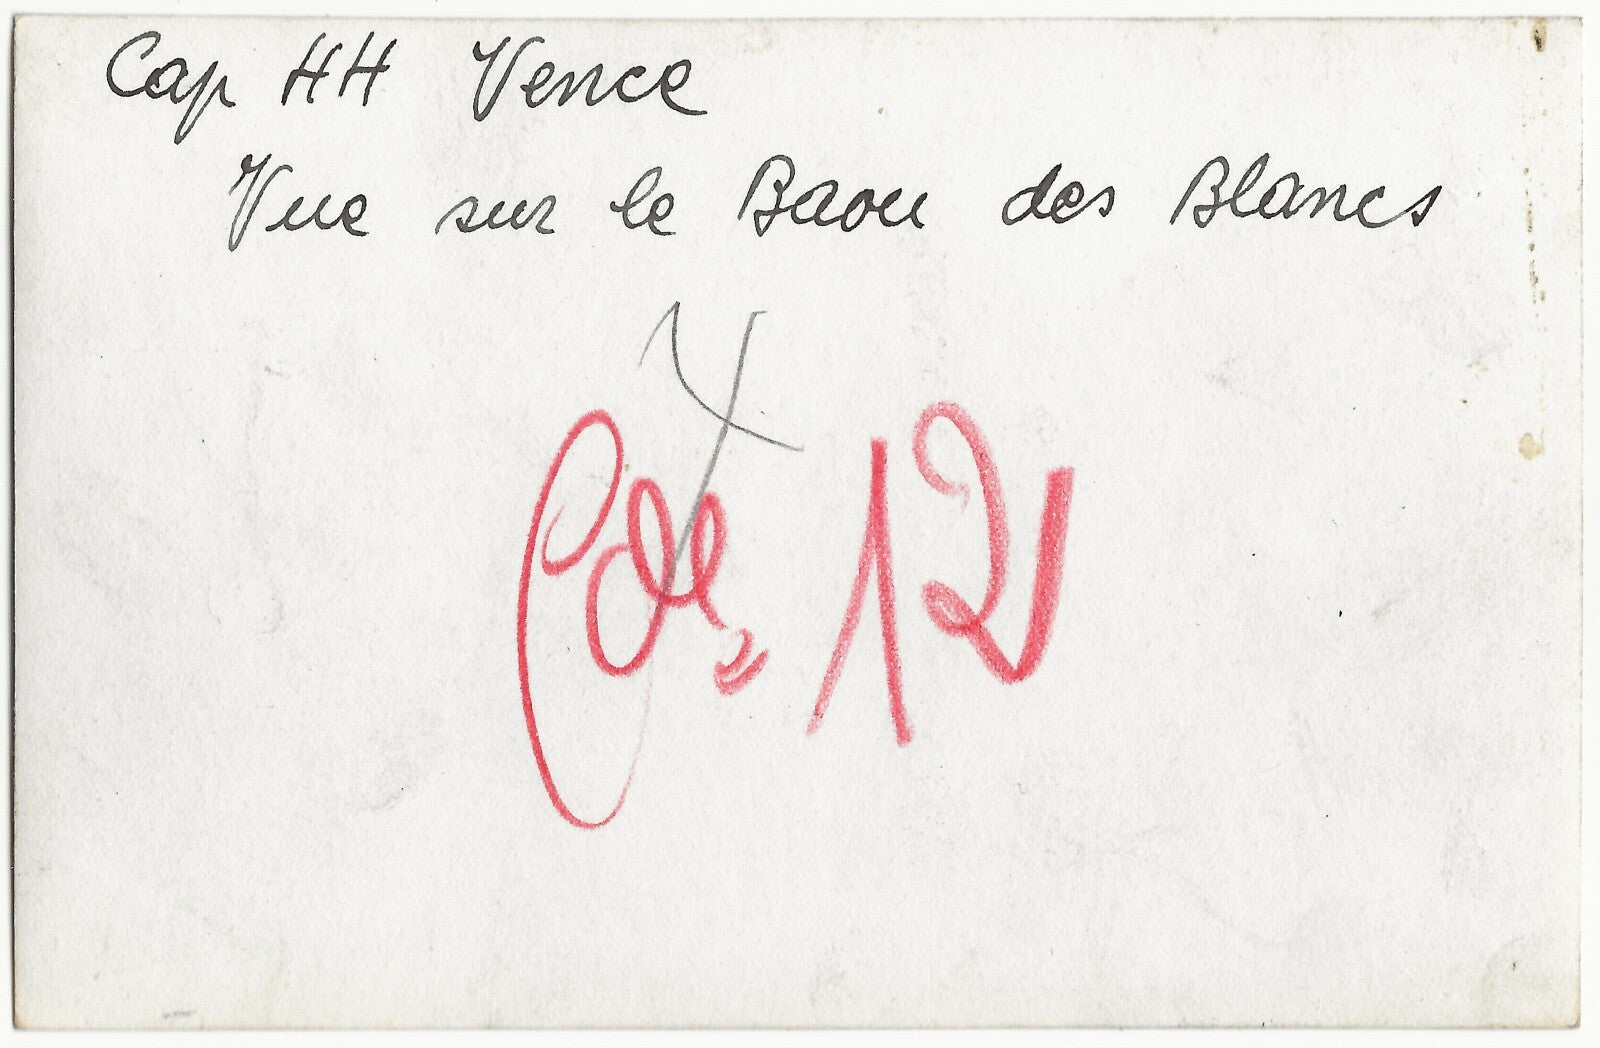 Cap HH Vence
Vue sur le Baou des Blancs
Cde 12